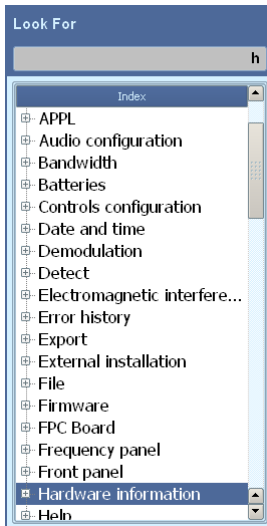 Look For
h
Index
APPL
Audio configuration
Bandwidth
Batteries
Controls configuration
Date and time
Demodulation
Detect
Electromagnetic interfere...
Error history
Export
External installation
File
Firmware
FPC Board
Frequency panel
Front panel
Hardware information
Help